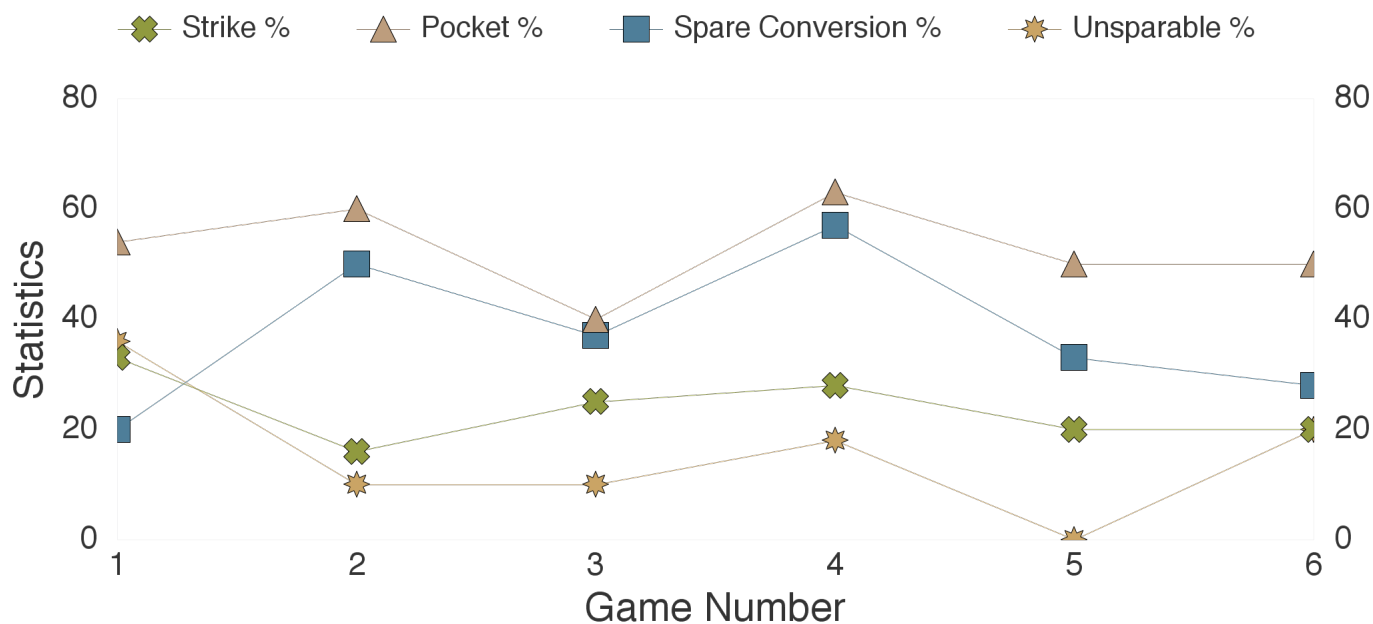 Strike % Pocket % Spare Conversion % Unsparable %
80 80
60 60
40 40
20 20
0 0
1 2 3 4 5 6
Statistics
Game Number